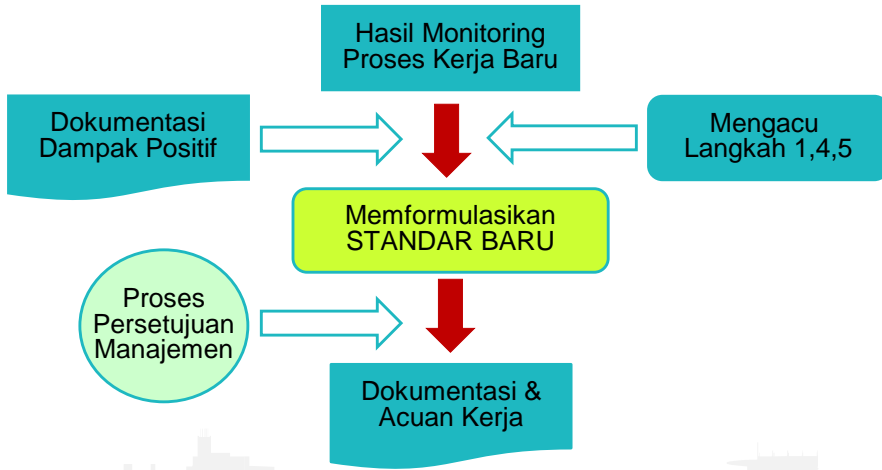 Hasil Monitoring
Proses Kerja Baru
Dokumentasi
Dampak Positif
Mengacu
Langkah 1,4,5
Memformulasikan
STANDAR BARU
Proses
Persetujuan
Manajemen
Dokumentasi &
Acuan Kerja